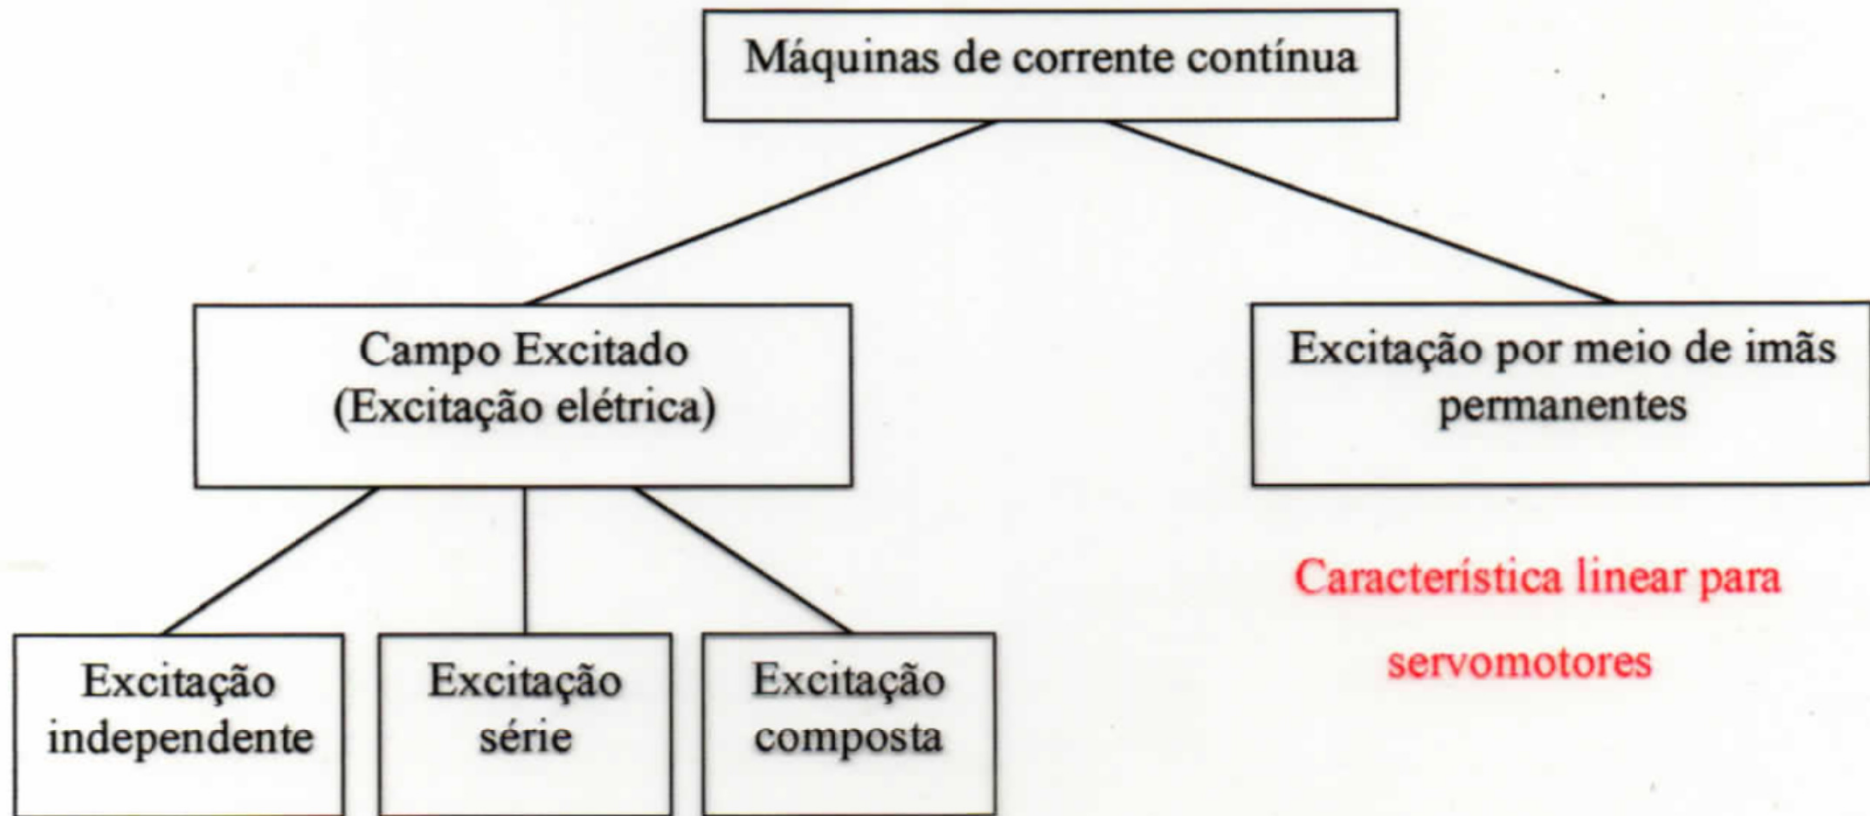 Máquinas de corrente contínua
Campo Excitado
(Excitação elétrica)
Excitação por meio de imãs
permanentes
Característica linear para
servomotores
Excitação
independente
Excitação
série
Excitação
composta